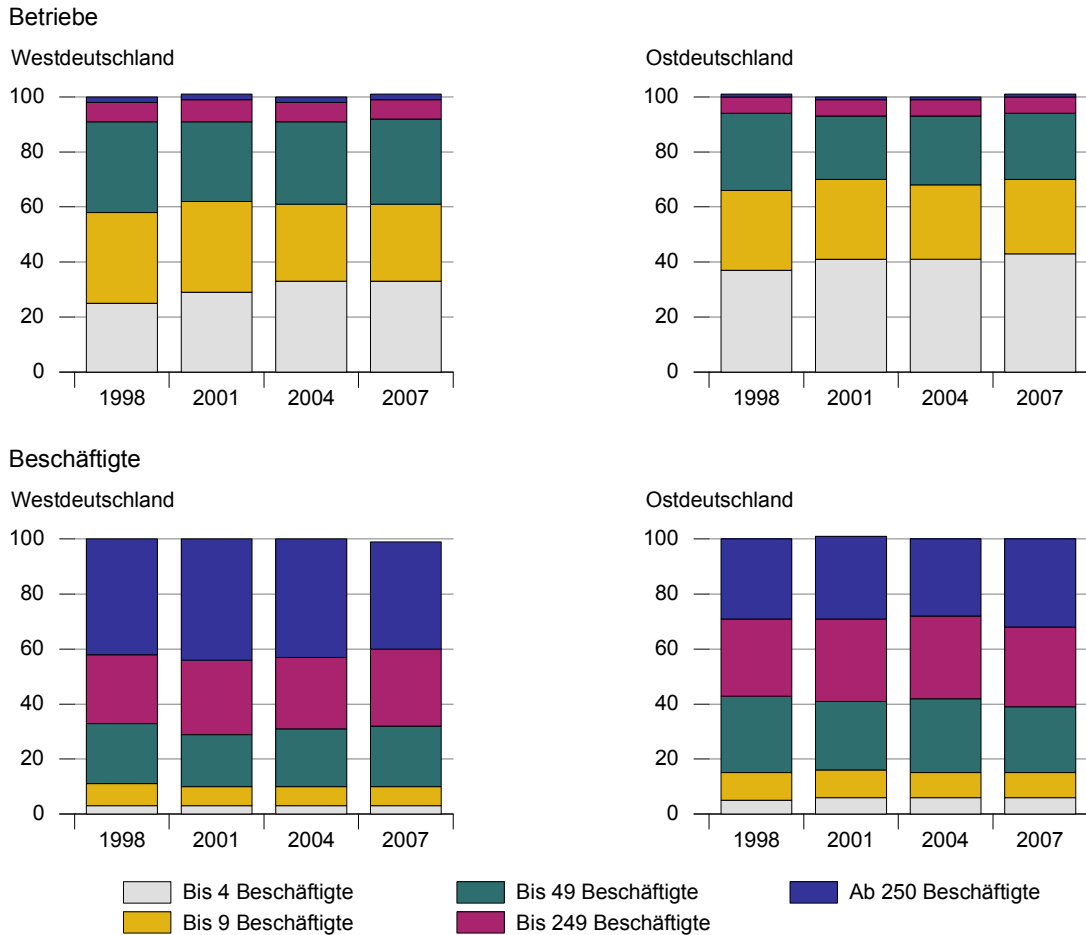 Betriebe
Westdeutschland
100
80
60
40
20
0
1998 2001 2004 2007
Ostdeutschland
100
80
60
40
20
0
1998 2001 2004 2007
Beschäftigte
Westdeutschland
100
80
60
40
20
0
1998 2001 2004 2007
Ostdeutschland
100
80
60
40
20
0
1998 2001 2004 2007
Bis 4 Beschäftigte
Bis 9 Beschäftigte
Bis 49 Beschäftigte
Bis 249 Beschäftigte
Ab 250 Beschäftigte